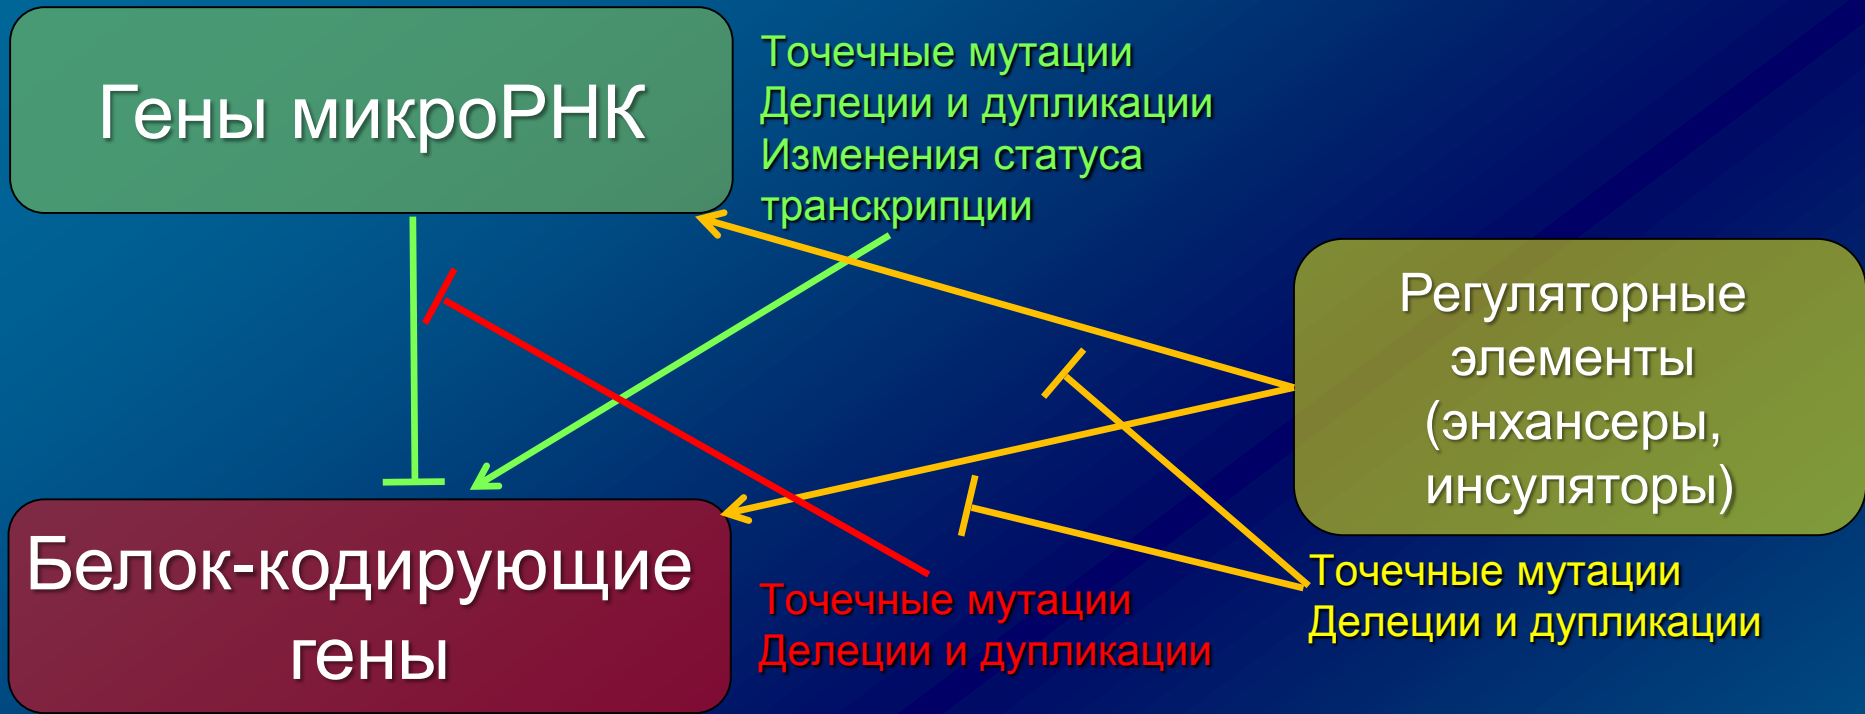 Гены микроРНК
Точечные мутации
Делеции и дупликации
Изменения статуса
транскрипции
Регуляторные
элементы
(энхансеры,
инсуляторы)
Белок-кодирующие
гены
Точечные мутации
Делеции и дупликации
Точечные мутации
Делеции и дупликации